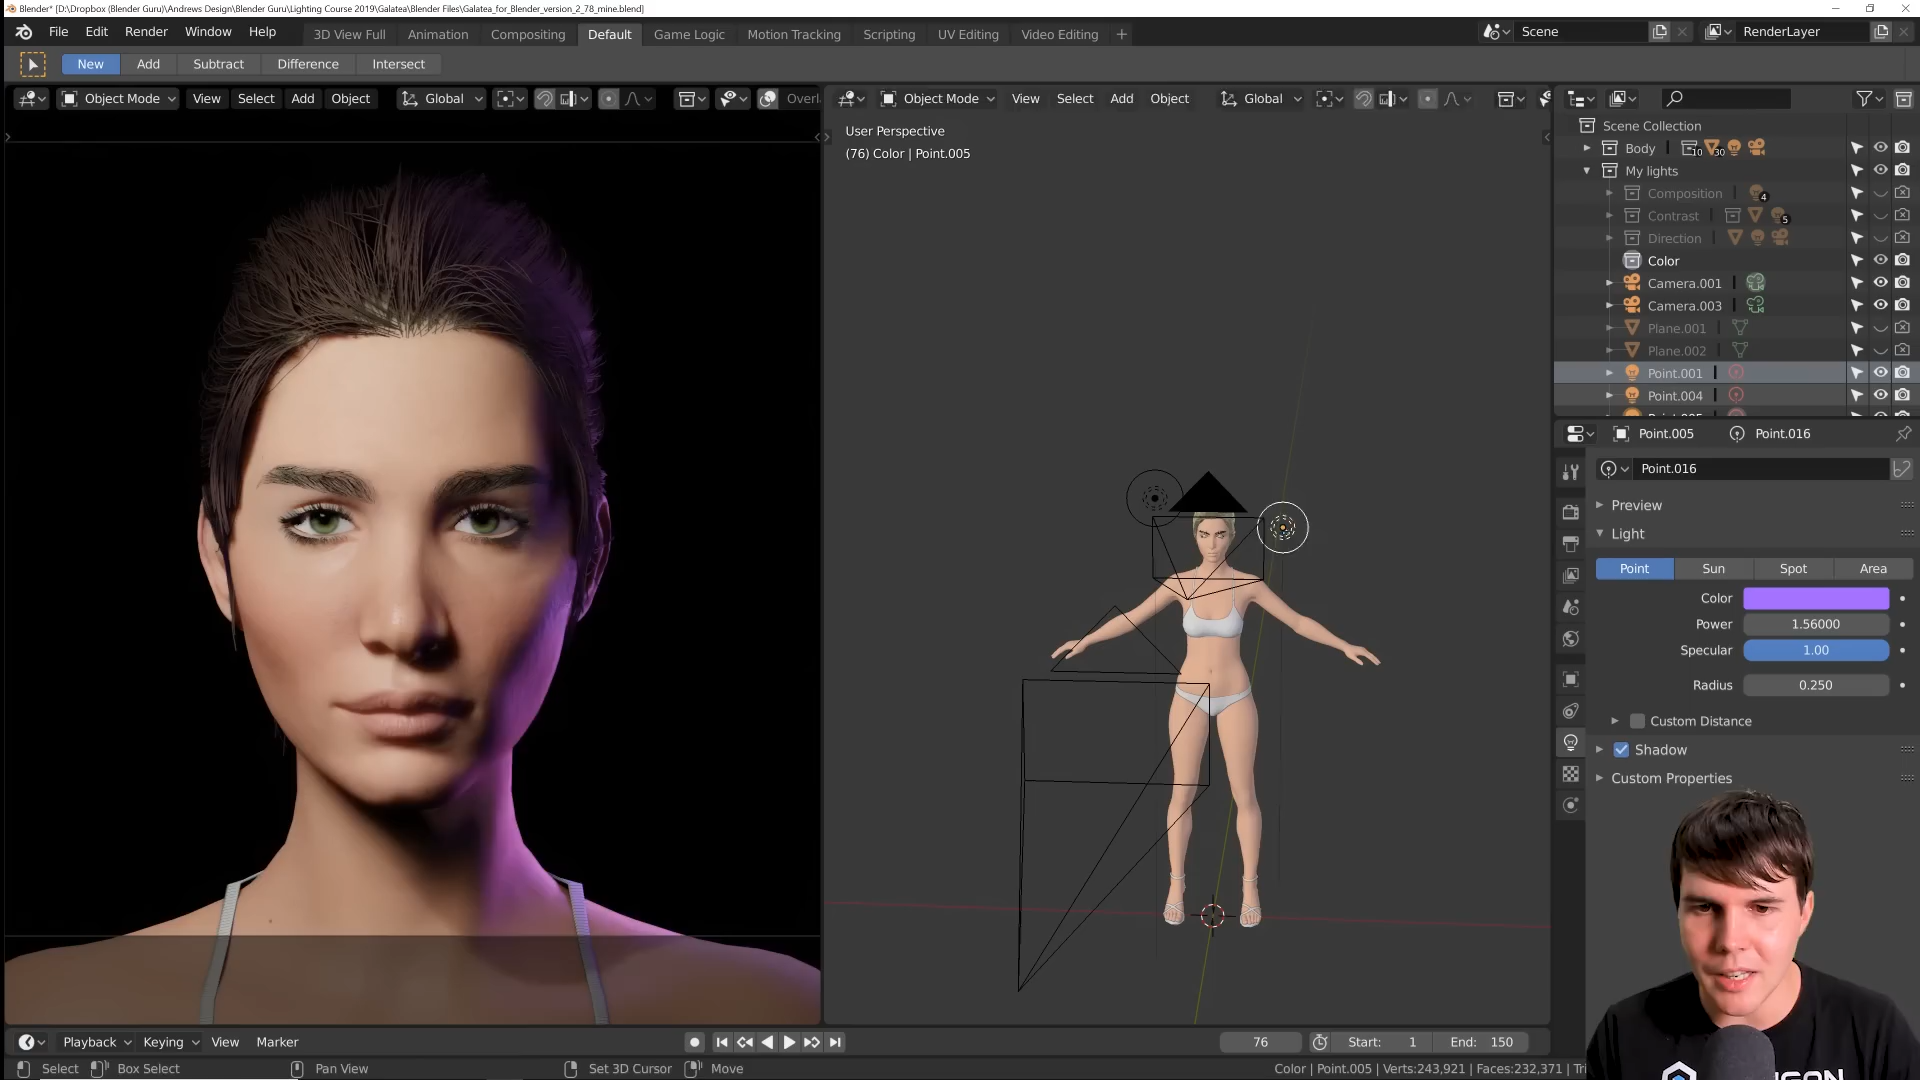 Blender* [D:\Dropbox (Blender Guru)\Andrews Design\Blender Guru\Lighting Course 2019\Galatea\Blender Files\Galatea_for_Blender_version_2_78_mine.blend]
File Edit Render Window Help 3D View Full Animation Compositing Default Game Logic Motion Tracking Scripting UV Editing Video Editing + Scene RenderLayer
New Add Subtract Difference Intersect
Object Mode View Select Add Object Global Overl
Object Mode View Select Add Object Global
User Perspective
(76) Color | Point.005
Scene Collection
Body 10 30
My lights
Composition 4
Contrast 5
Direction
Color
Camera.001
Camera.003
Plane.001
Plane.002
Point.001
Point.004
Point.005 Point.016
Point.016
Preview
Light
Point Sun Spot Area
Color
Power 1.56000
Specular 1.00
Radius 0.250
Custom Distance
Shadow
Custom Properties
Playback Keying View Marker 76 Start: 1 End: 150
Select Box Select Pan View Set 3D Cursor Move Color | Point.005 | Verts:243,921 | Faces:232,371 | Tri